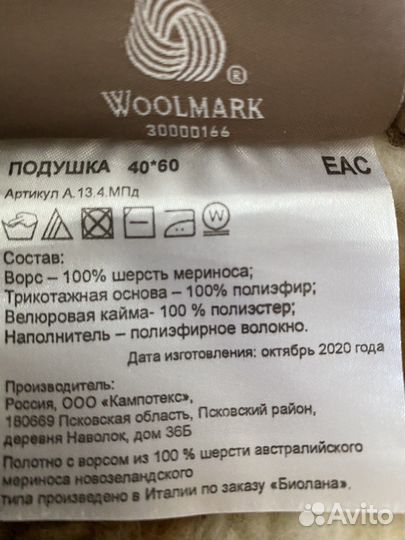 WOOLMARK
30000166
ПОДУШКА 40*60 EAC
Артикул А.13.4.МПд
Состав:
Ворс – 100% шерсть мериноса;
Трикотажная основа – 100% полиэфир;
Велюровая кайма- 100 % полиэстер;
Наполнитель – полиэфирное волокно.
Дата изготовления: октябрь 2020 года
Производитель:
Россия, ООО «Кампотекс»,
180669 Псковская область, Псковский район,
деревня Наволок, дом 36Б
Полотно с ворсом из 100 % шерсти австралийского
мериноса новозеландского
типа произведено в Италии по заказу «Биолана».
Avito